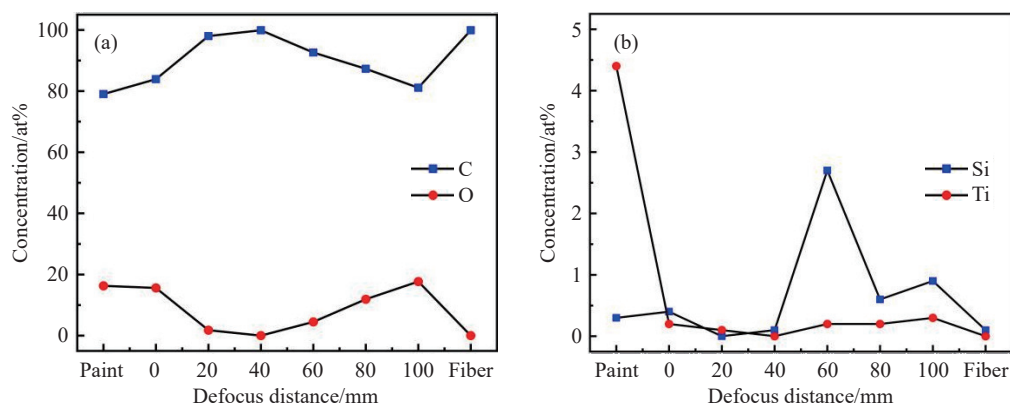 (a)
Concentration/at%
100
80
60
40
20
0
C
O
Paint 0 20 40 60 80 100 Fiber
Defocus distance/mm
(b)
Concentration/at%
5
4
3
2
1
0
Si
Ti
Paint 0 20 40 60 80 100 Fiber
Defocus distance/mm